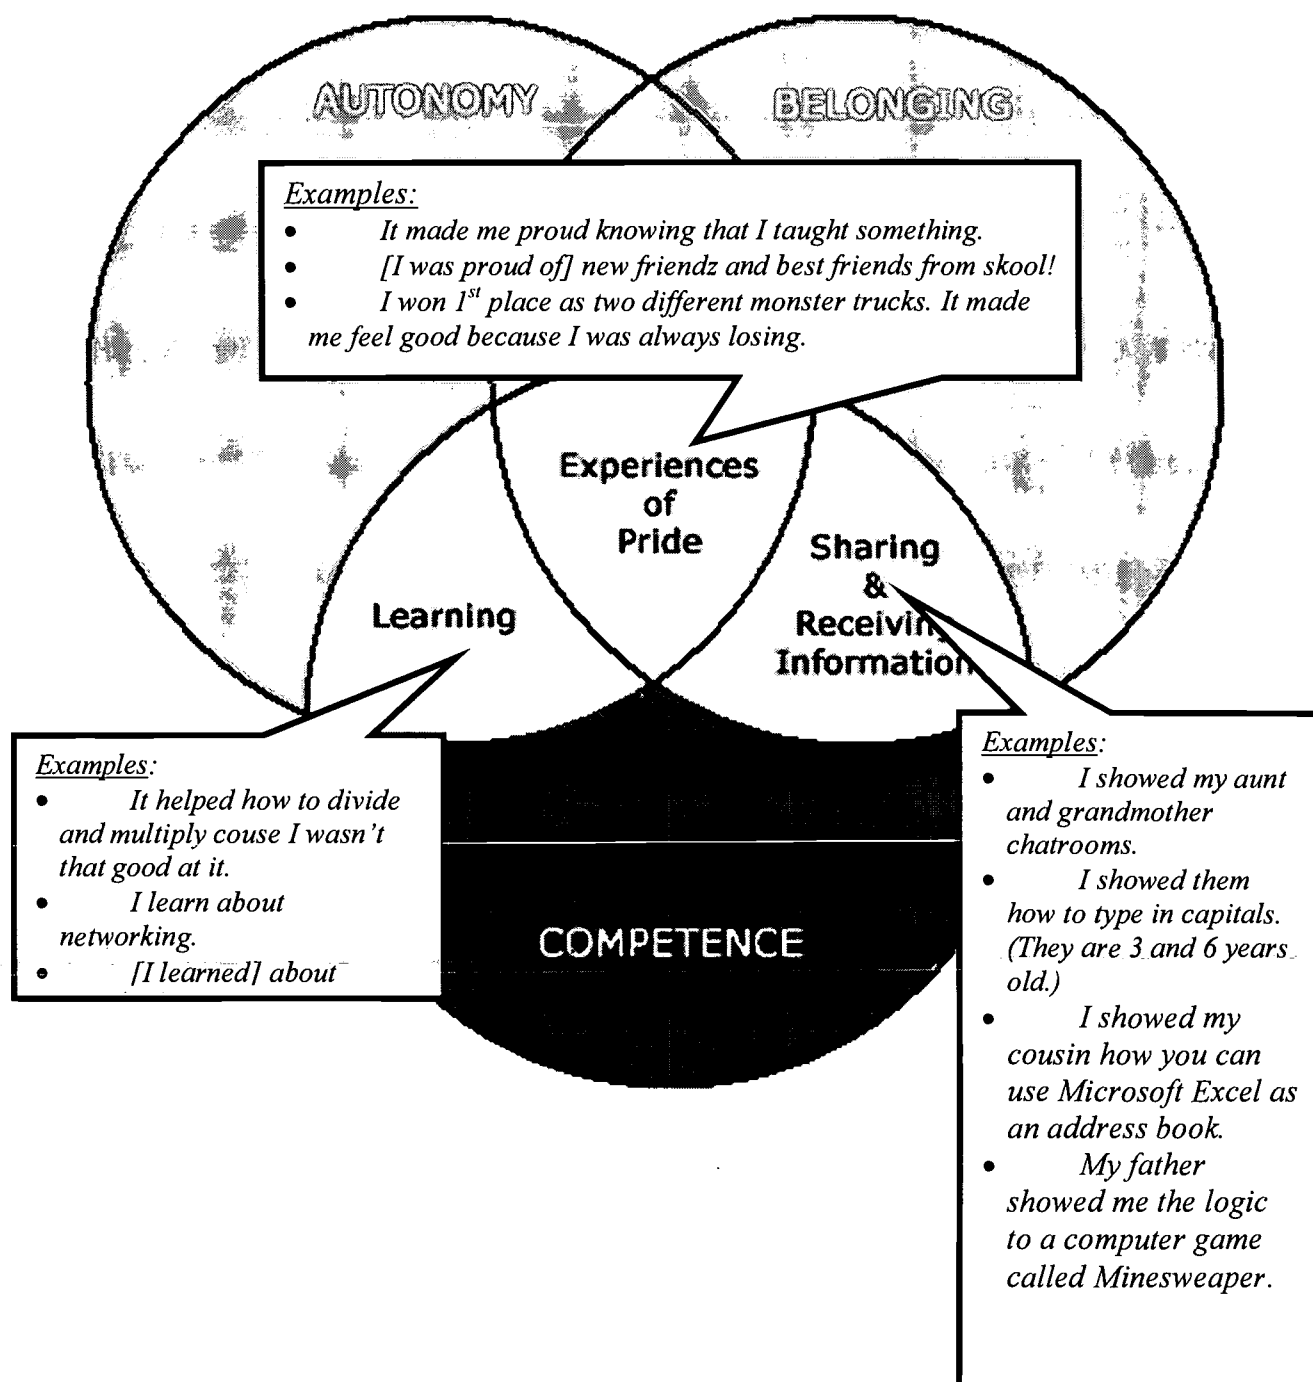 AUTONOMY
BELONGING
Examples:
• It made me proud knowing that I taught something.
• [I was proud of] new friendz and best friends from skool!
• I won 1st place as two different monster trucks. It made
me feel good because I was always losing.
Experiences
of
Pride
Sharing
&
Receiving
Information
Learning
Examples:
• It helped how to divide
and multiply couse I wasn't
that good at it.
• I learn about
networking.
• [I learned] about
COMPETENCE
Examples:
• I showed my aunt
and grandmother
chatrooms.
• I showed them
how to type in capitals.
(They are 3 and 6 years
old.)
• I showed my
cousin how you can
use Microsoft Excel as
an address book.
• My father
showed me the logic
to a computer game
called Minesweaper.